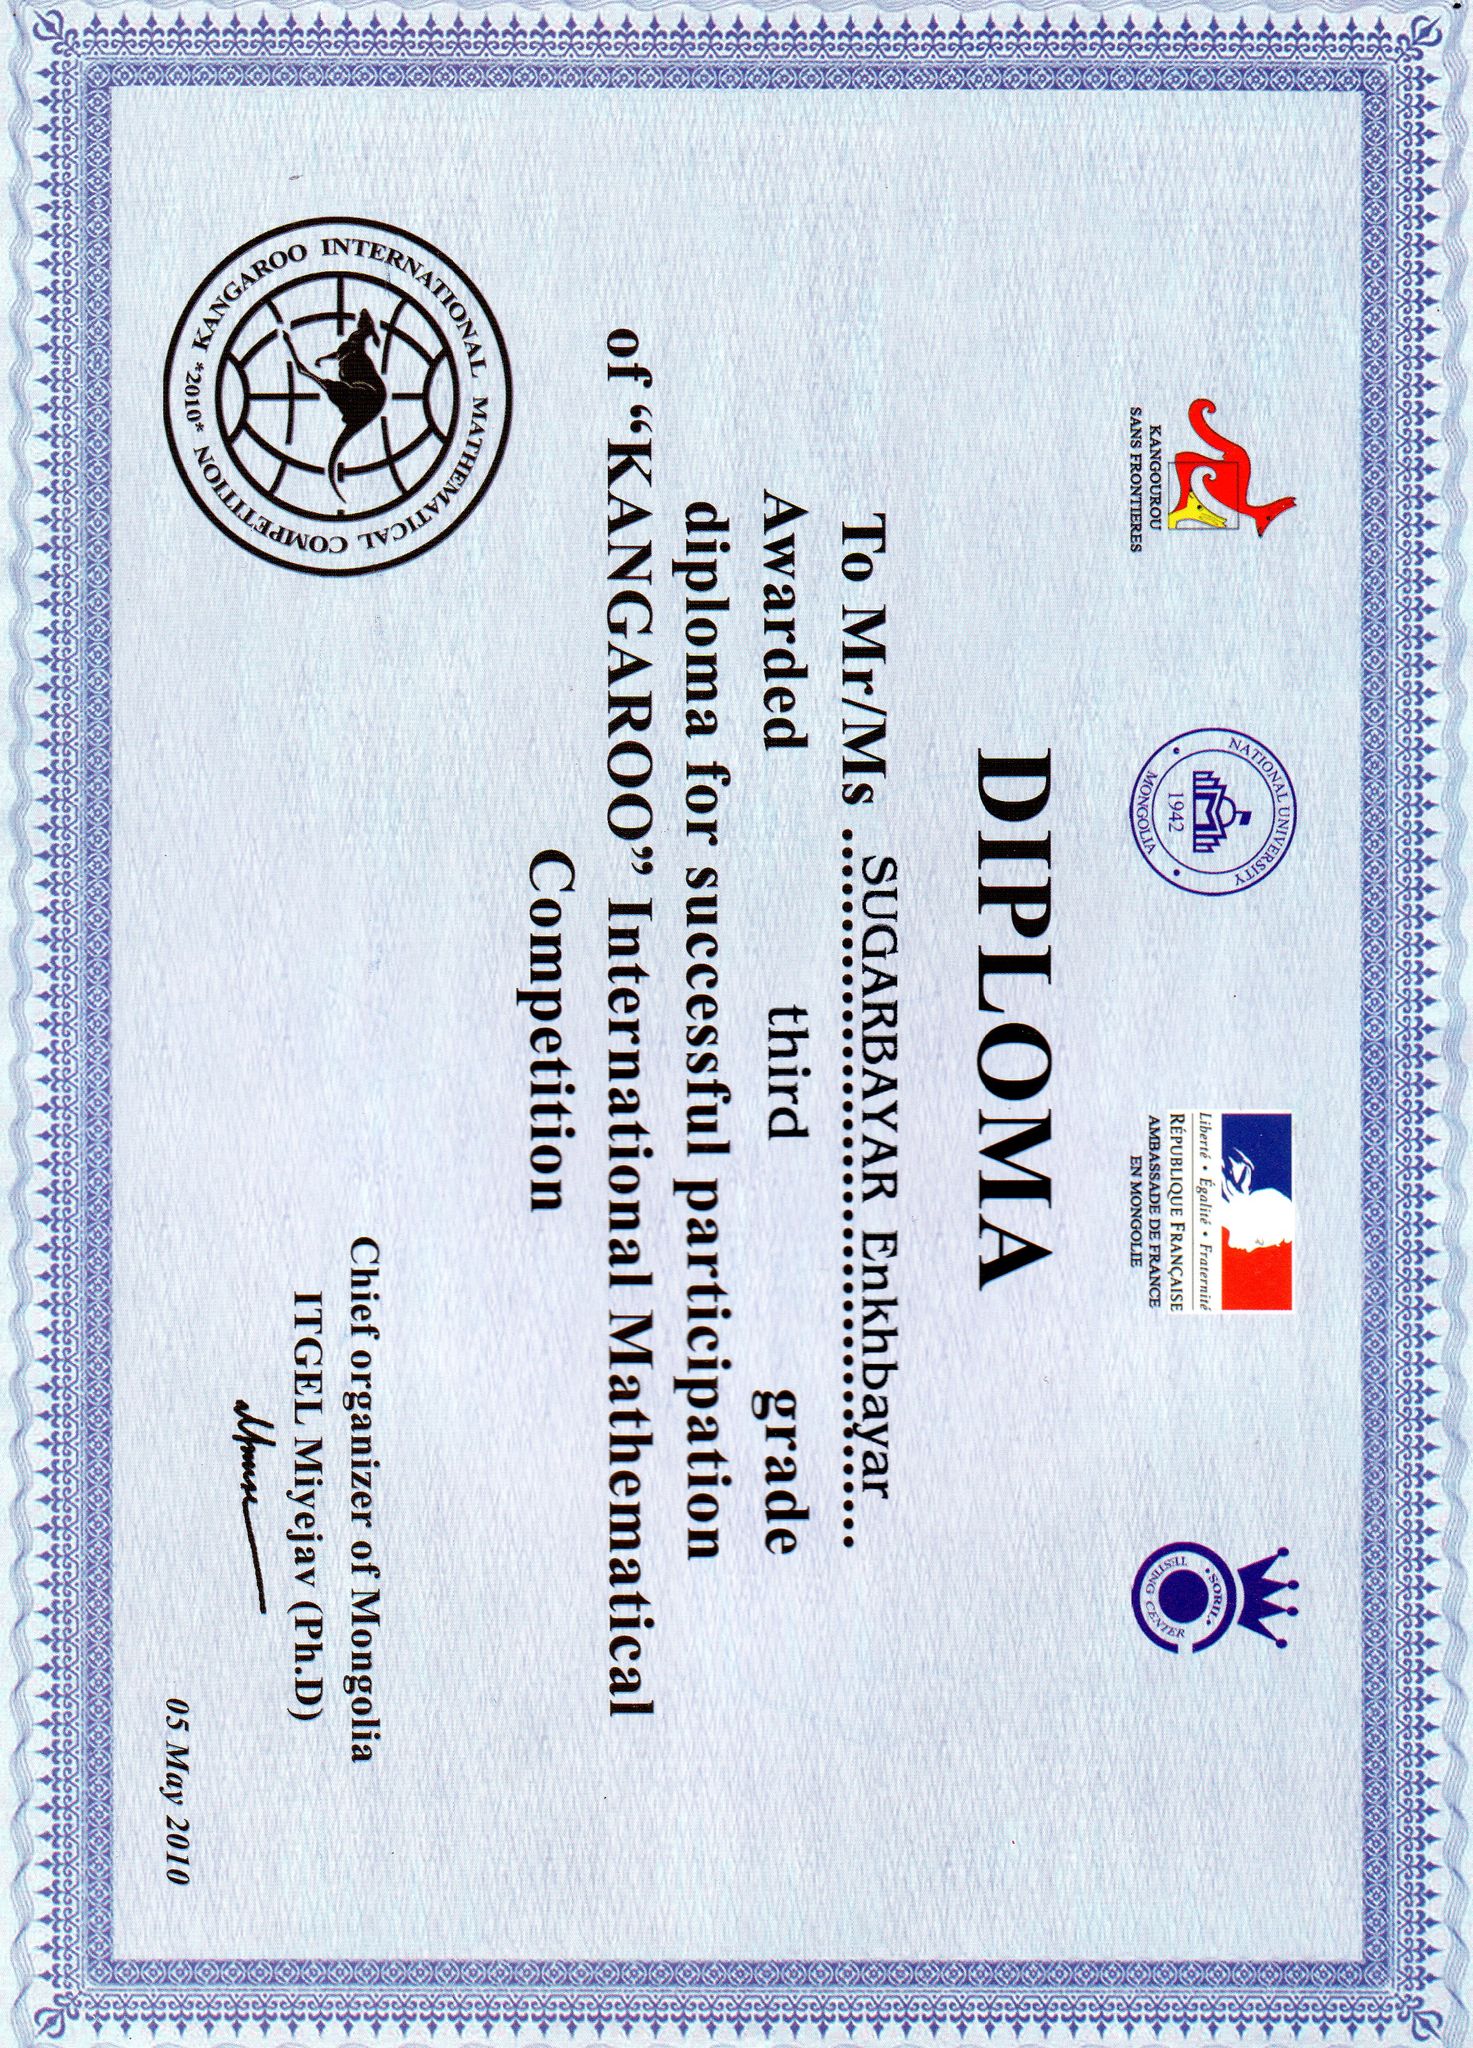 KANGOUROU
SANS FRONTIERES
NATIONAL UNIVERSITY
1942
MONGOLIA
Liberté • Égalité • Fraternité
RÉPUBLIQUE FRANÇAISE
AMBASSADE DE FRANCE
EN MONGOLIE
SORIL
TESTING CENTER
DIPLOMA
To Mr/Ms SUGARBAYAR Enkhbayar
Awarded third grade
diploma for successful participation
of “KANGAROO” International Mathematical
Competition
KANGAROO INTERNATIONAL MATHEMATICAL COMPETITION
*2010*
Chief organizer of Mongolia
ITGEL Miyejav (Ph.D)
05 May 2010